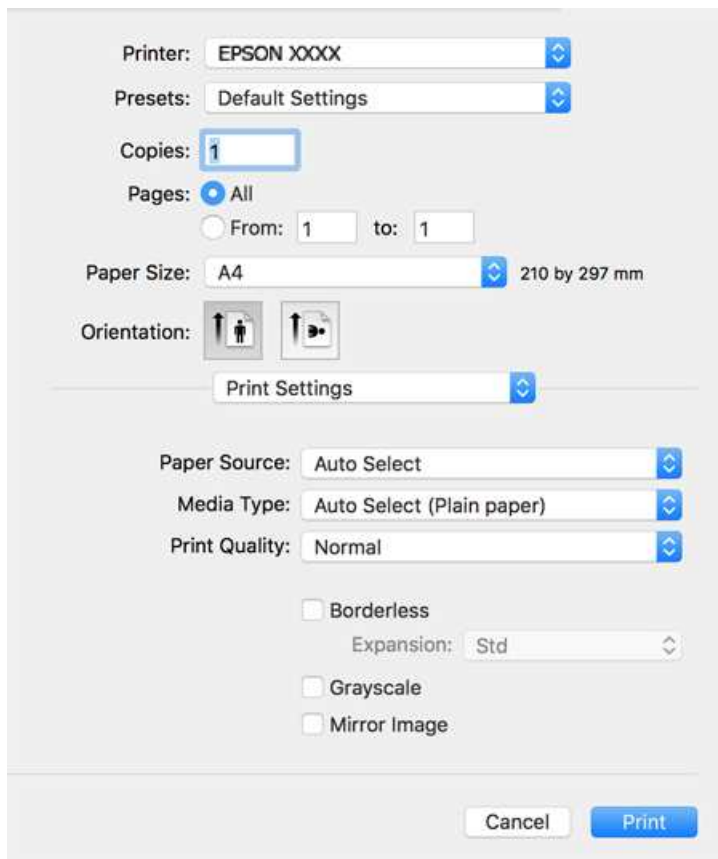 Printer: EPSON XXXX
Presets: Default Settings
Copies: 1
Pages: All
From: 1 to: 1
Paper Size: A4 210 by 297 mm
Orientation:
Print Settings
Paper Source: Auto Select
Media Type: Auto Select (Plain paper)
Print Quality: Normal
Borderless
Expansion: Std
Grayscale
Mirror Image
Cancel Print